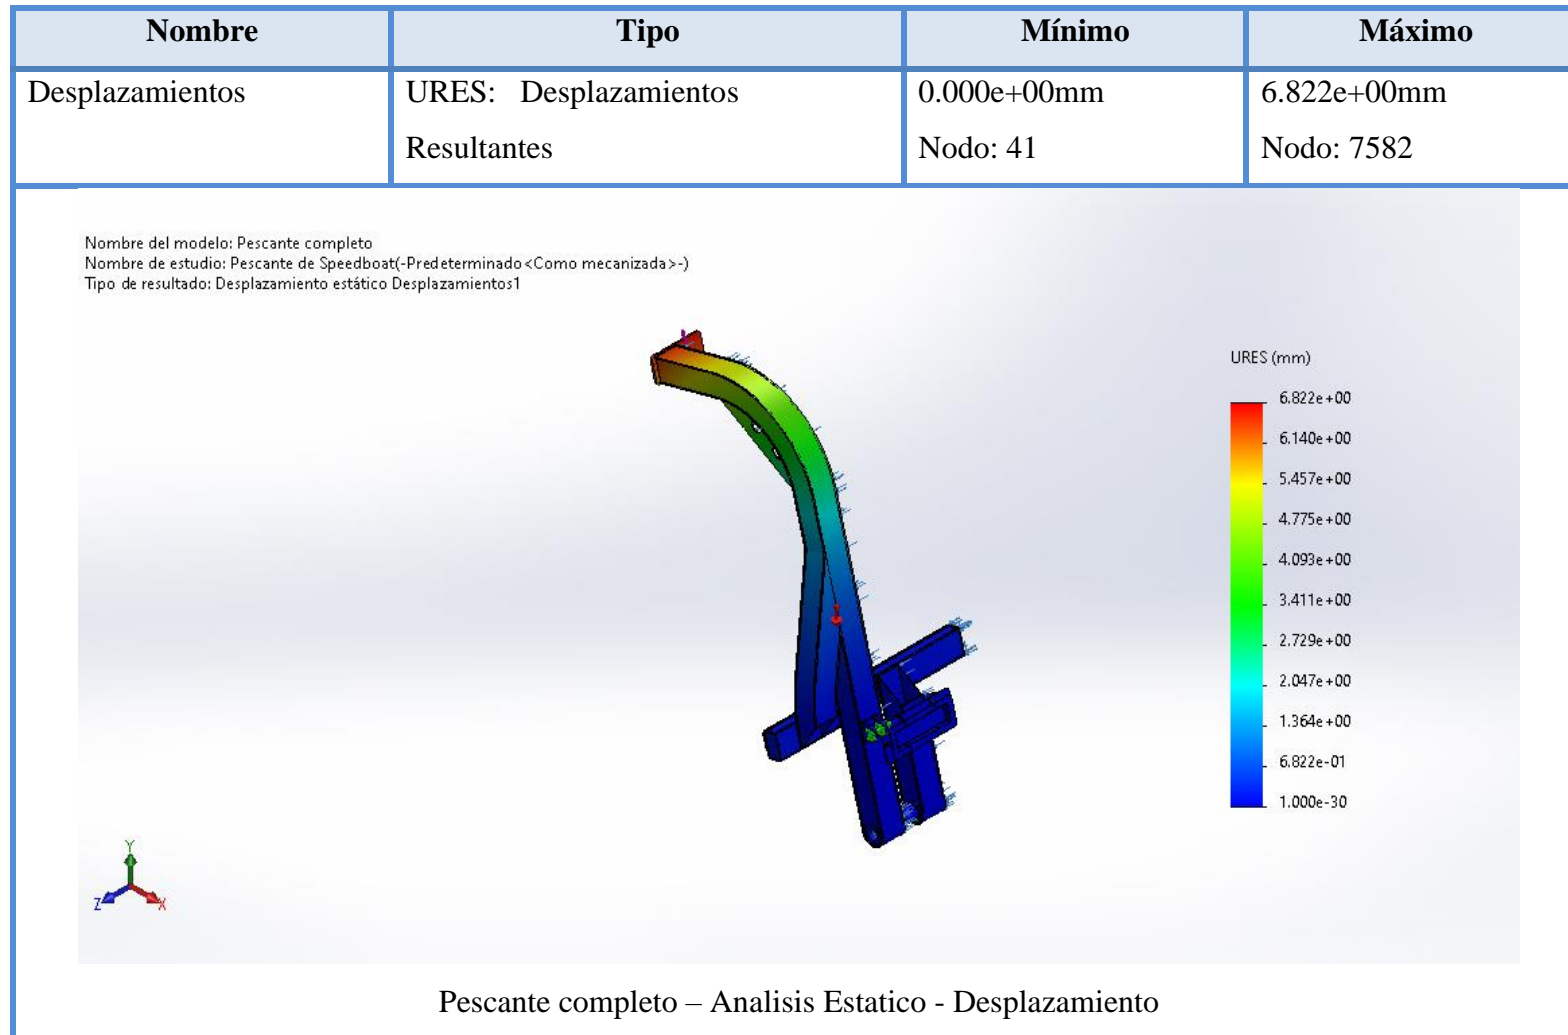 Nombre Tipo Mínimo Máximo
Desplazamientos URES: Desplazamientos 0.000e+00mm 6.822e+00mm
Resultantes Nodo: 41 Nodo: 7582
Nombre del modelo: Pescante completo
Nombre de estudio: Pescante de Speedboat(-Predeterminado<Como mecanizada>-)
Tipo de resultado: Desplazamiento estático Desplazamientos1
URES (mm)
6.822e+00
6.140e+00
5.457e+00
4.775e+00
4.093e+00
3.411e+00
2.729e+00
2.047e+00
1.364e+00
6.822e-01
1.000e-30
Y
Z X
Pescante completo – Analisis Estatico - Desplazamiento